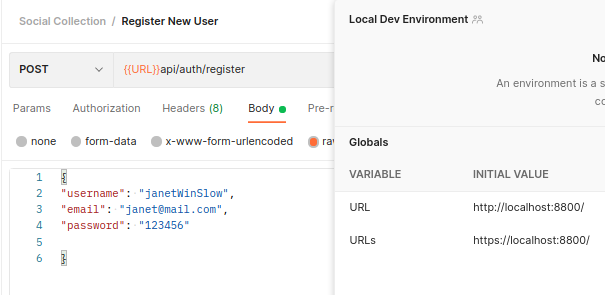 Social Collection / Register New User
POST {{URL}}api/auth/register
Params Authorization Headers (8) Body Pre-r
none form-data x-www-form-urlencoded raw
1 {
2 "username": "janetWinSlow",
3 "email": "janet@mail.com",
4 "password": "123456"
5
6 }
Local Dev Environment
No
An environment is a s
co
Globals
VARIABLE INITIAL VALUE
URL http://localhost:8800/
URLs https://localhost:8800/